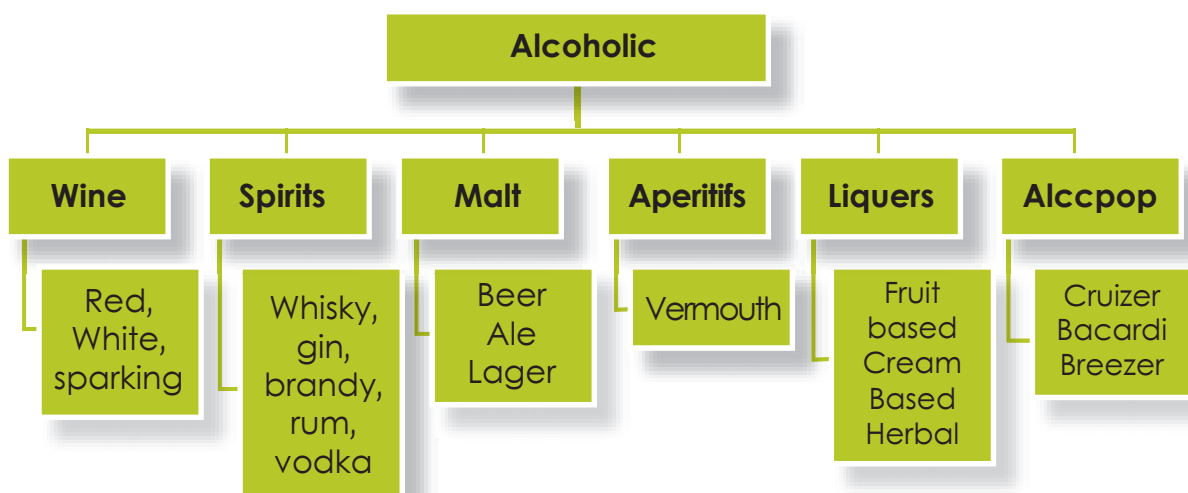 Alcoholic
Wine
Spirits
Malt
Aperitifs
Liquers
Alccpop
Red,
White,
sparking
Whisky,
gin,
brandy,
rum,
vodka
Beer
Ale
Lager
Vermouth
Fruit
based
Cream
Based
Herbal
Cruizer
Bacardi
Breezer